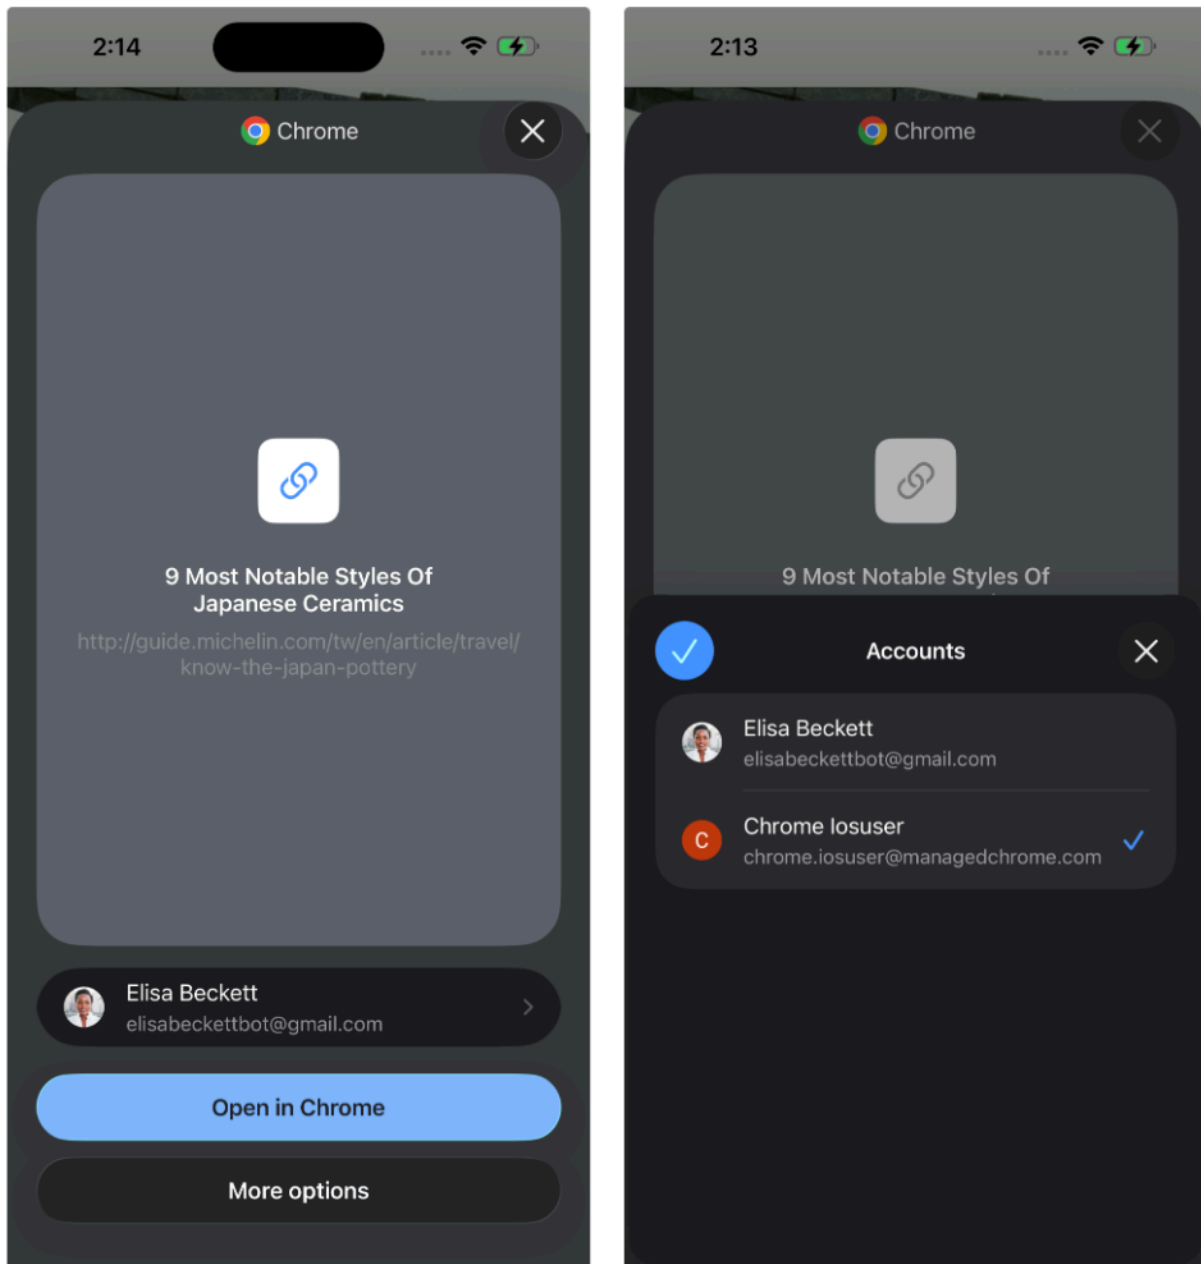 2:14
Chrome
9 Most Notable Styles Of
Japanese Ceramics
http://guide.michelin.com/tw/en/article/travel/
know-the-japan-pottery
Elisa Beckett
elisabeckettbot@gmail.com
Open in Chrome
More options
2:13
Chrome
9 Most Notable Styles Of
Accounts
Elisa Beckett
elisabeckettbot@gmail.com
C
Chrome Iosuser
chrome.iosuser@managedchrome.com